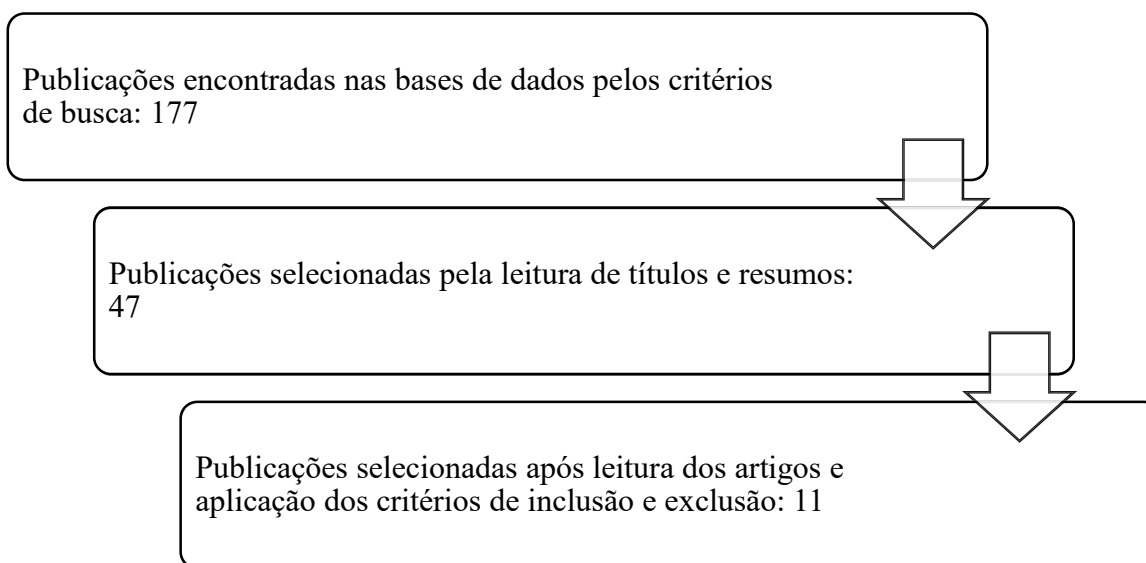 Publicações encontradas nas bases de dados pelos critérios
de busca: 177
Publicações selecionadas pela leitura de títulos e resumos:
47
Publicações selecionadas após leitura dos artigos e
aplicação dos critérios de inclusão e exclusão: 11